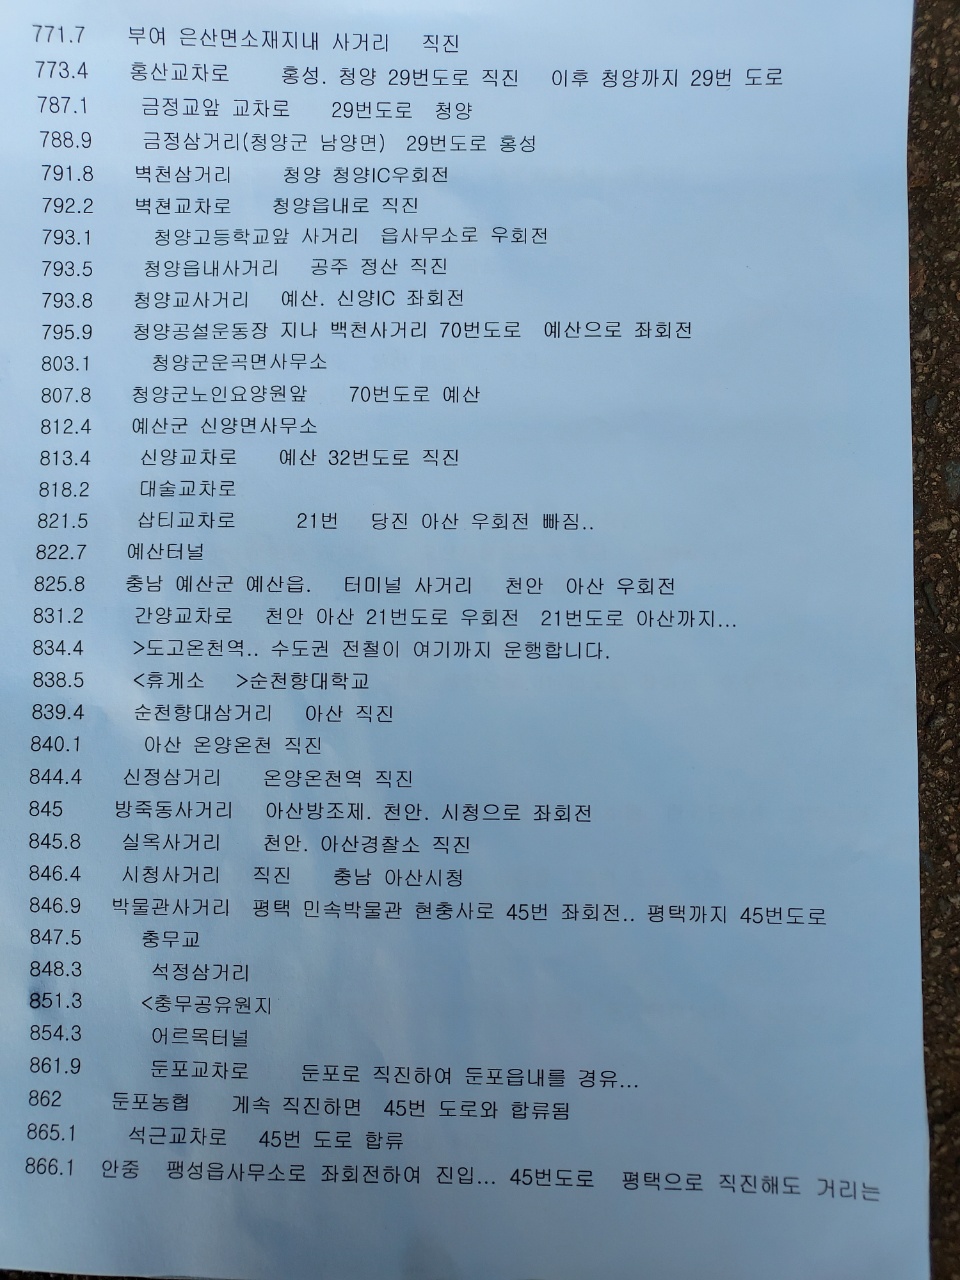 771.7 부여 은산면소재지내 사거리 직진
773.4 홍산교차로 홍성. 청양 29번도로 직진 이후 청양까지 29번 도로
787.1 금정교앞 교차로 29번도로 청양
788.9 금정삼거리(청양군 남양면) 29번도로 홍성
791.8 벽천삼거리 청양 청양IC우회전
792.2 벽쳔교차로 청양읍내로 직진
793.1 청양고등학교앞 사거리 읍사무소로 우회전
793.5 청양읍내사거리 공주 정산 직진
793.8 청양교사거리 예산. 신양IC 좌회전
795.9 청양공설운동장 지나 백천사거리 70번도로 예산으로 좌회전
803.1 청양군운곡면사무소
807.8 청양군노인요양원앞 70번도로 예산
812.4 예산군 신양면사무소
813.4 신양교차로 예산 32번도로 직진
818.2 대술교차로
821.5 삽티교차로 21번 당진 아산 우회전 빠짐..
822.7 예산터널
825.8 충남 예산군 예산읍. 터미널 사거리 천안 아산 우회전
831.2 간양교차로 천안 아산 21번도로 우회전 21번도로 아산까지...
834.4 >도고온천역.. 수도권 전철이 여기까지 운행합니다.
838.5 <휴게소 >순천향대학교
839.4 순천향대삼거리 아산 직진
840.1 아산 온양온천 직진
844.4 신정삼거리 온양온천역 직진
845 방죽동사거리 아산방조제. 천안. 시청으로 좌회전
845.8 실옥사거리 천안. 아산경찰소 직진
846.4 시청사거리 직진 충남 아산시청
846.9 박물관사거리 평택 민속박물관 현충사로 45번 좌회전.. 평택까지 45번도로
847.5 충무교
848.3 석정삼거리
851.3 <충무공유원지
854.3 어르목터널
861.9 둔포교차로 둔포로 직진하여 둔포읍내를 경유...
862 둔포농협 계속 직진하면 45번 도로와 합류됨
865.1 석근교차로 45번 도로 합류
866.1 안중 팽성읍사무소로 좌회전하여 진입... 45번도로 평택으로 직진해도 거리는